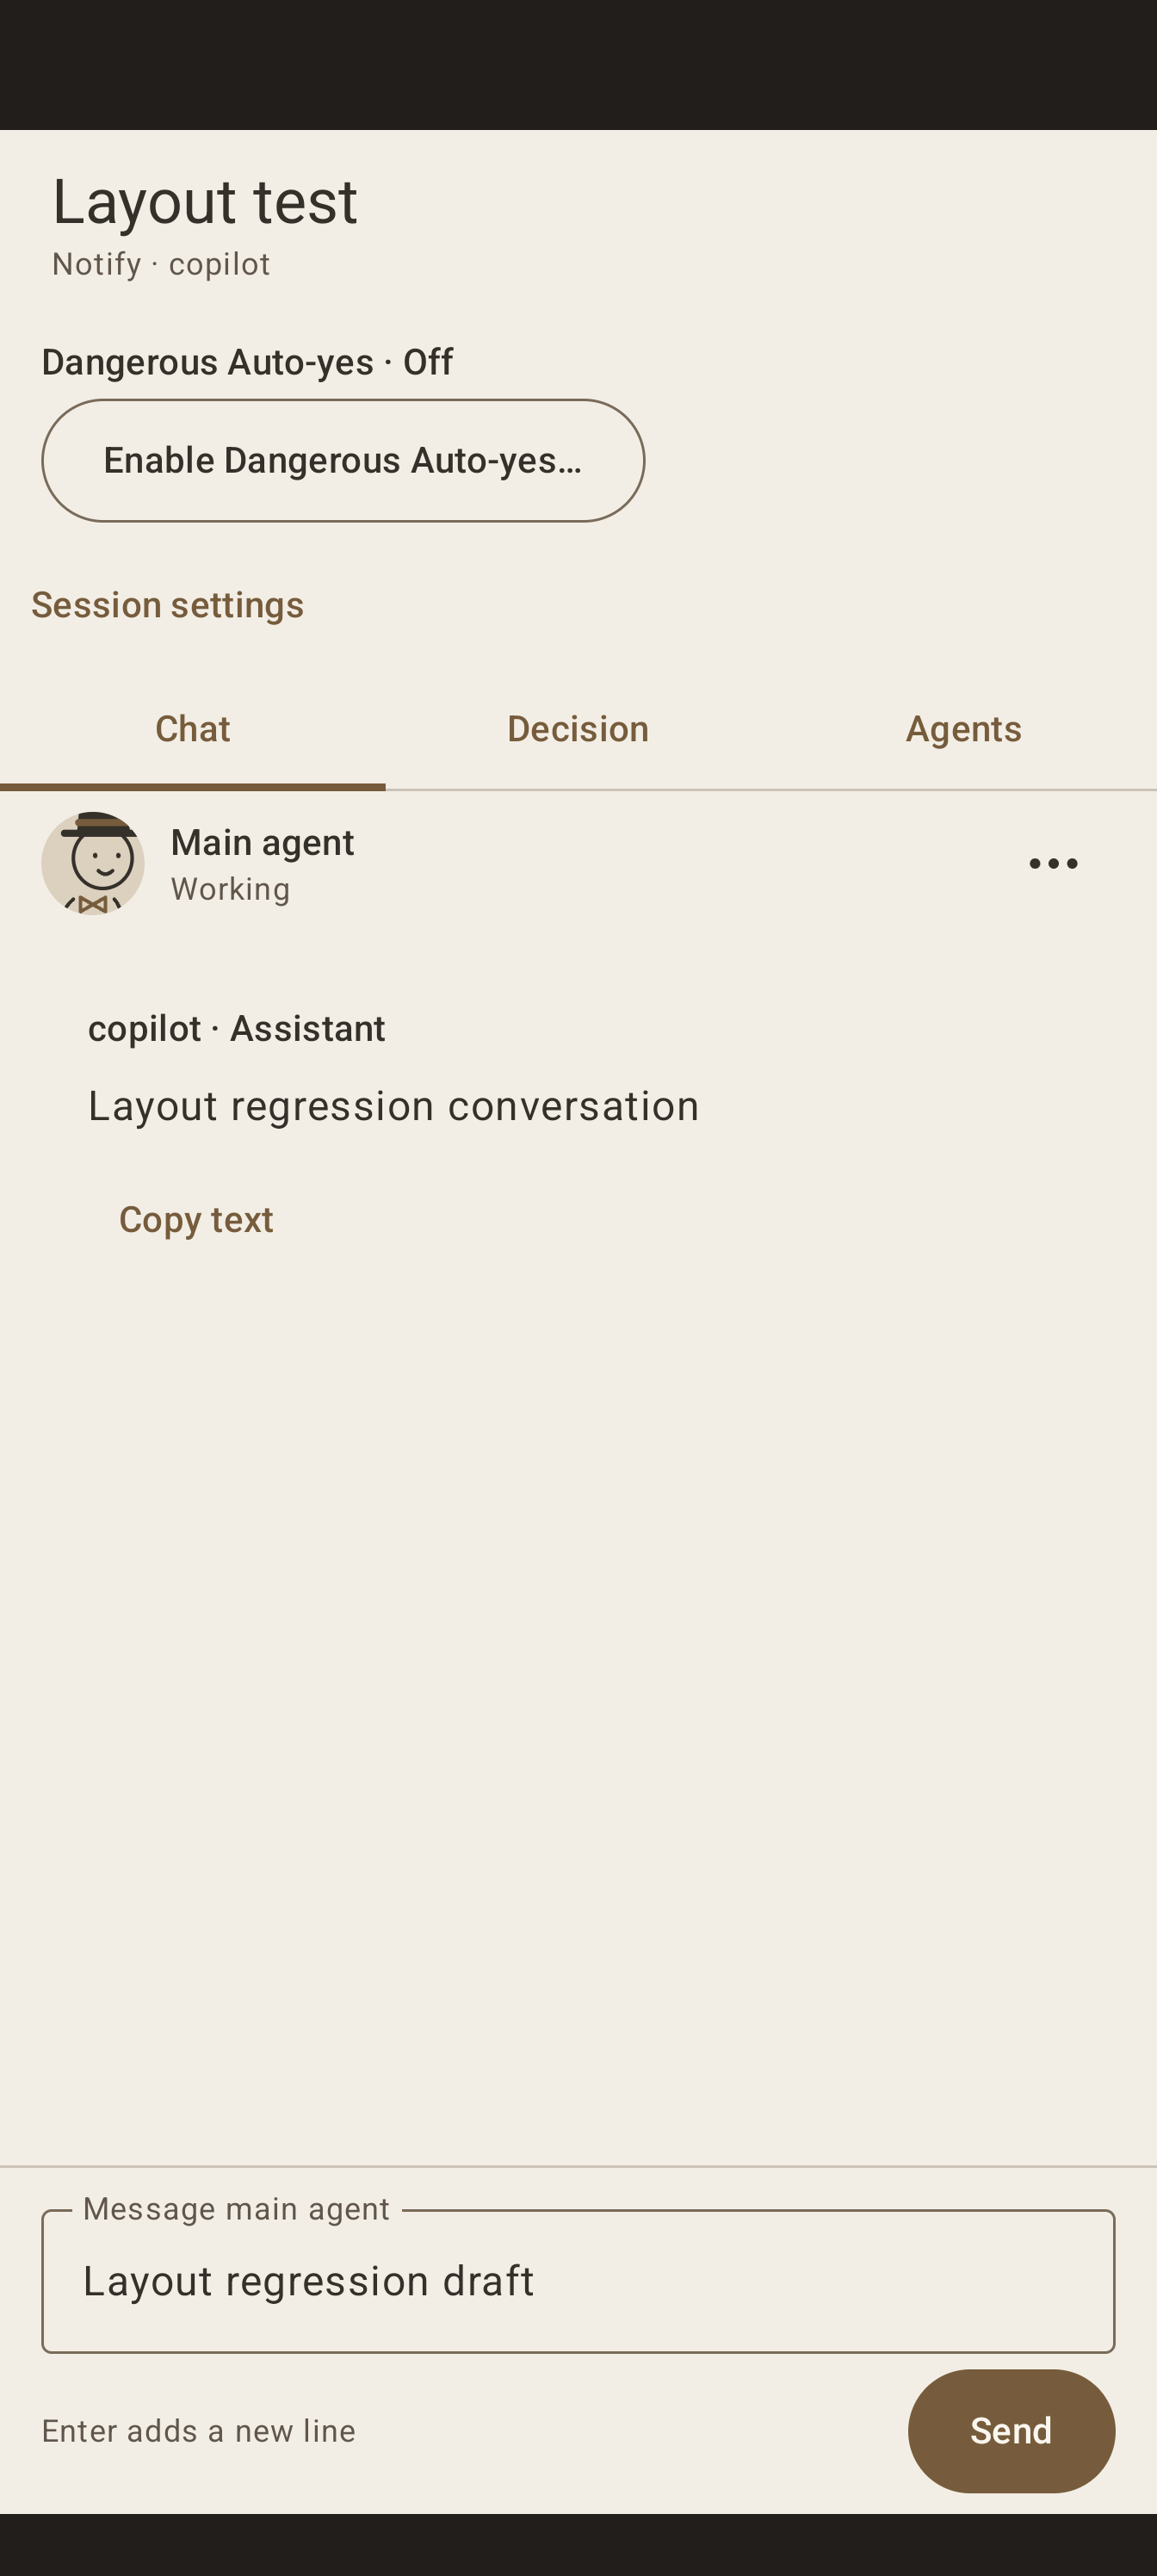 Layout test
Notify · copilot
Dangerous Auto-yes · Off
Enable Dangerous Auto-yes…
Session settings
Chat
Decision
Agents
Main agent
Working
copilot · Assistant
Layout regression conversation
Copy text
Message main agent
Layout regression draft
Enter adds a new line
Send